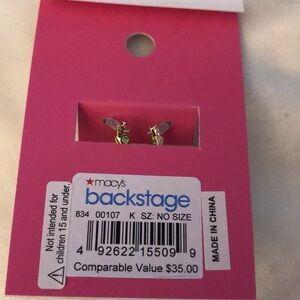 ★macy's
backstage
834 00107 K SZ: NO SIZE
4 92622 15509 9
Comparable Value $35.00
Not intended for
children 15 and under.
MADE IN CHINA